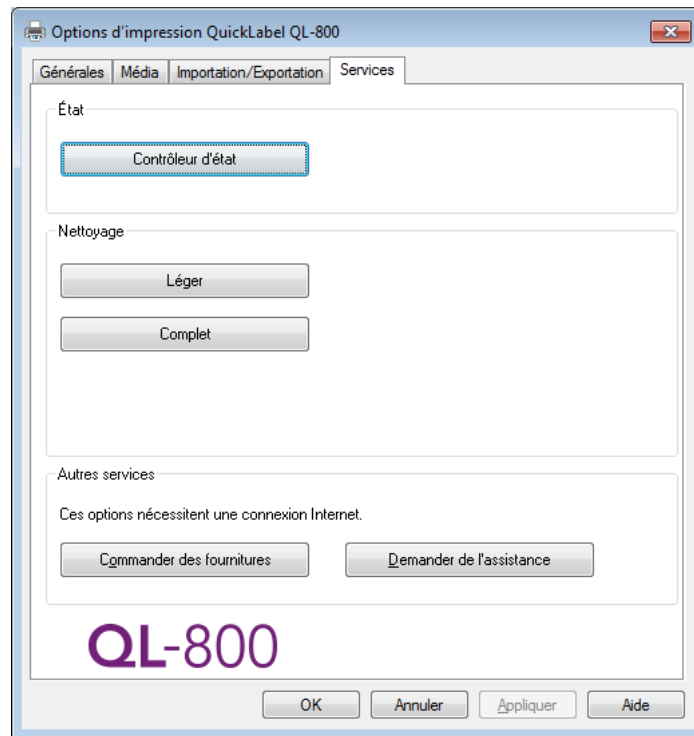 Options d'impression QuickLabel QL-800
Générales Média Importation/Exportation Services
État
Contrôleur d'état
Nettoyage
Léger
Complet
Autres services
Ces options nécessitent une connexion Internet.
Commander des fournitures Demander de l'assistance
QL-800
OK Annuler Appliquer Aide